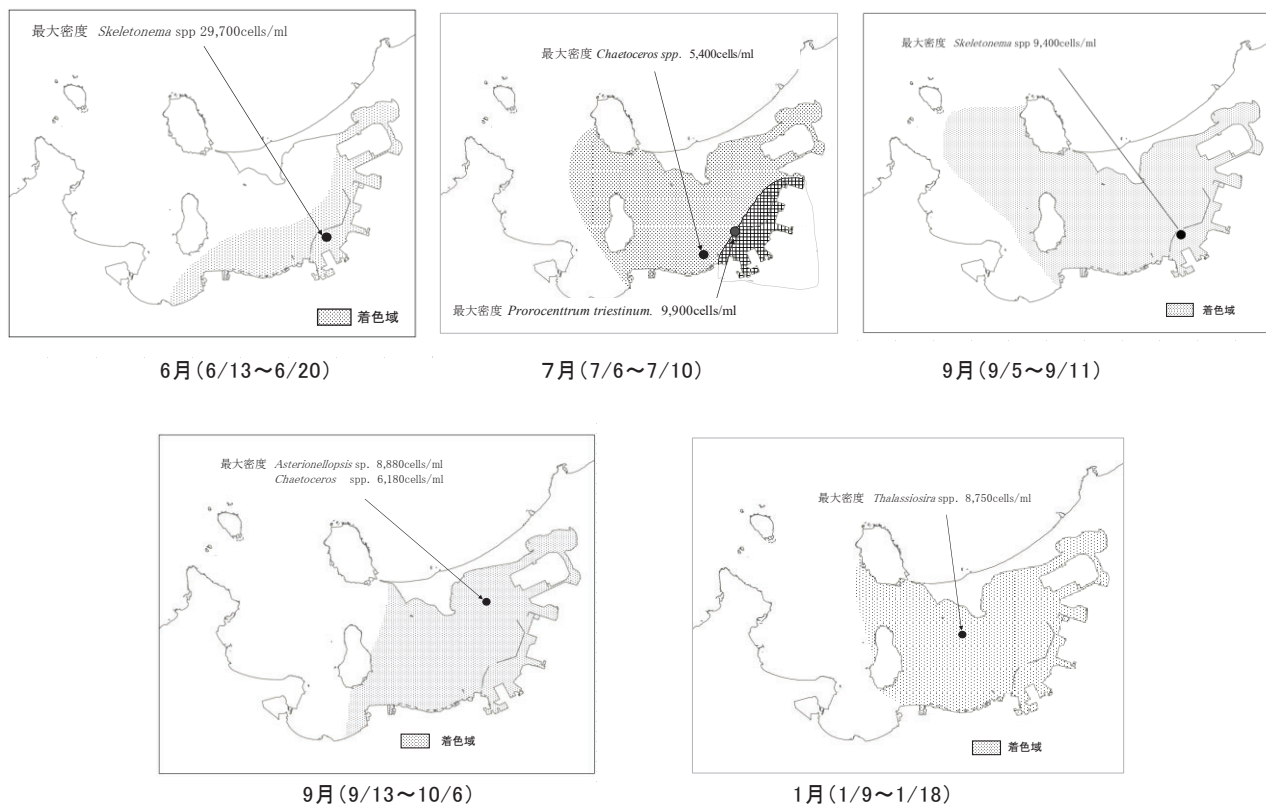 最大密度 Skeletonema spp 29,700cells/ml
着色域
6月(6/13～6/20)
最大密度 Chaetoceros spp. 5,400cells/ml
最大密度 Prorocenttrum triestinum. 9,900cells/ml
7月(7/6～7/10)
最大密度 Skeletonema spp 9,400cells/ml
着色域
9月(9/5～9/11)
最大密度 Asterionellopsis sp. 8,880cells/ml
Chaetoceros spp. 6,180cells/ml
着色域
9月(9/13～10/6)
最大密度 Thalassiosira spp. 8,750cells/ml
着色域
1月(1/9～1/18)